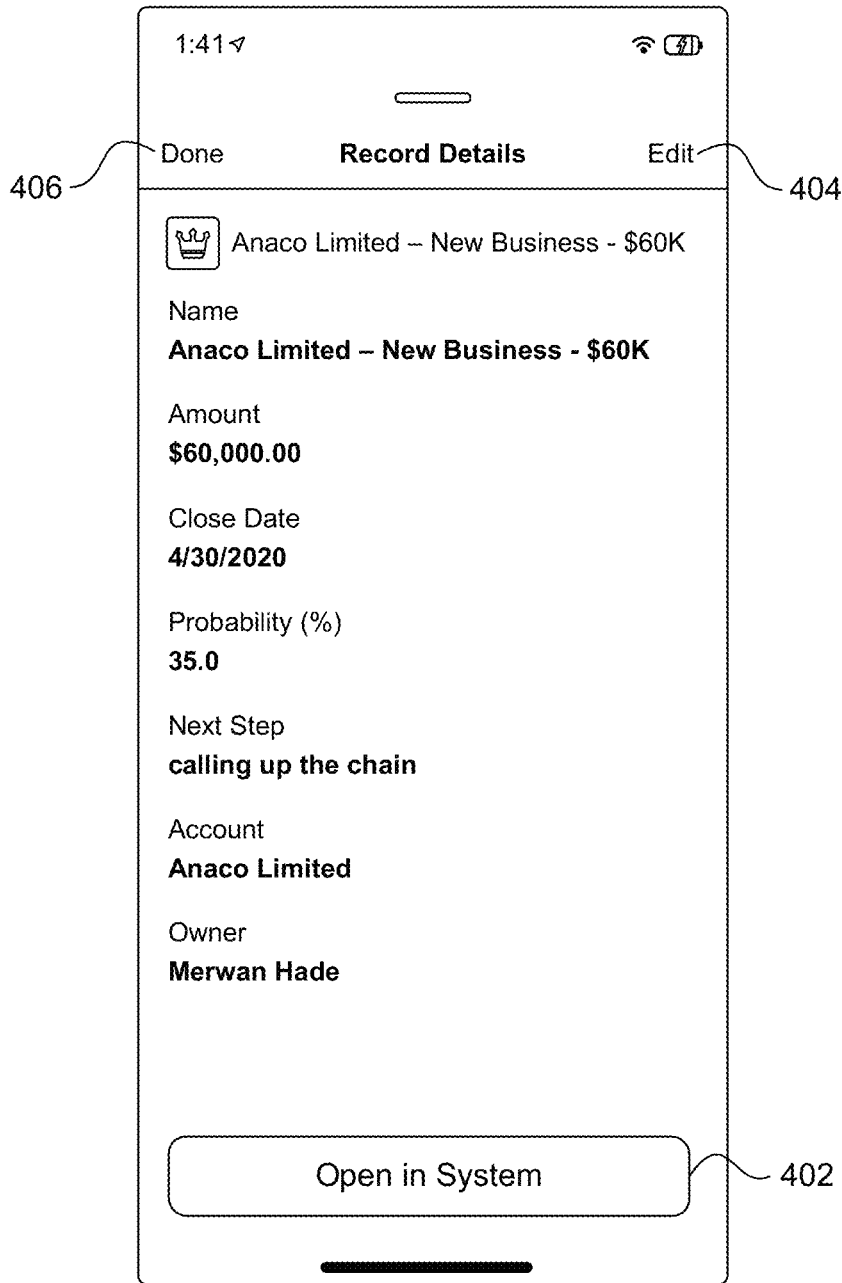 1:41
Done Record Details Edit
406
404
Anaco Limited – New Business - $60K
Name
Anaco Limited – New Business - $60K
Amount
$60,000.00
Close Date
4/30/2020
Probability (%)
35.0
Next Step
calling up the chain
Account
Anaco Limited
Owner
Merwan Hade
Open in System
402